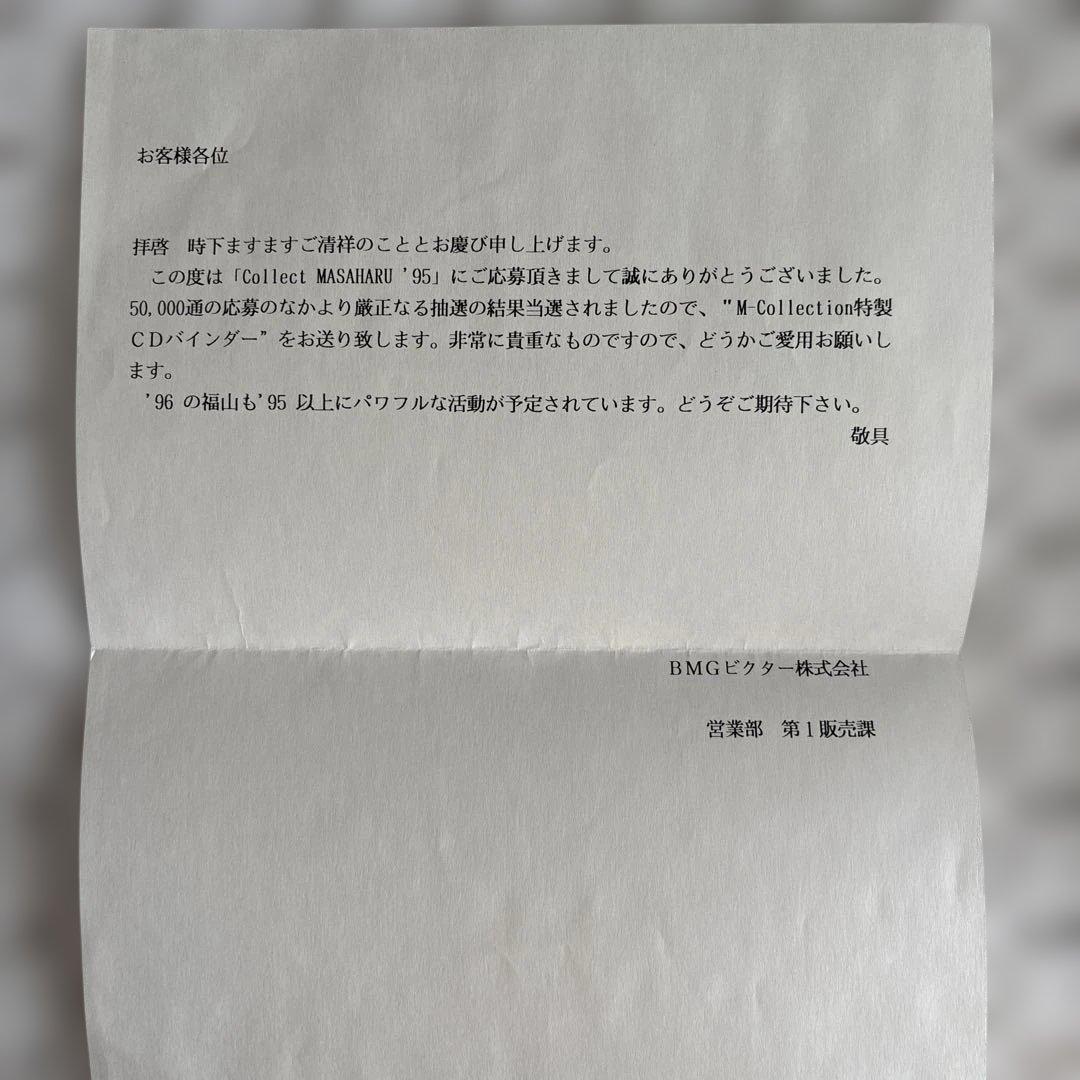 お客様各位
拝啓　時下ますますご清祥のこととお慶び申し上げます。
　この度は「Collect MASAHARU '95」にご応募頂きまして誠にありがとうございました。
50,000通の応募のなかより厳正なる抽選の結果当選されましたので、"M-Collection特製
ＣＤバインダー”をお送り致します。非常に貴重なものですので、どうかご愛用お願いし
ます。
　'96 の福山も'95 以上にパワフルな活動が予定されています。どうぞご期待下さい。
敬具
ＢＭＧビクター株式会社
営業部　第１販売課